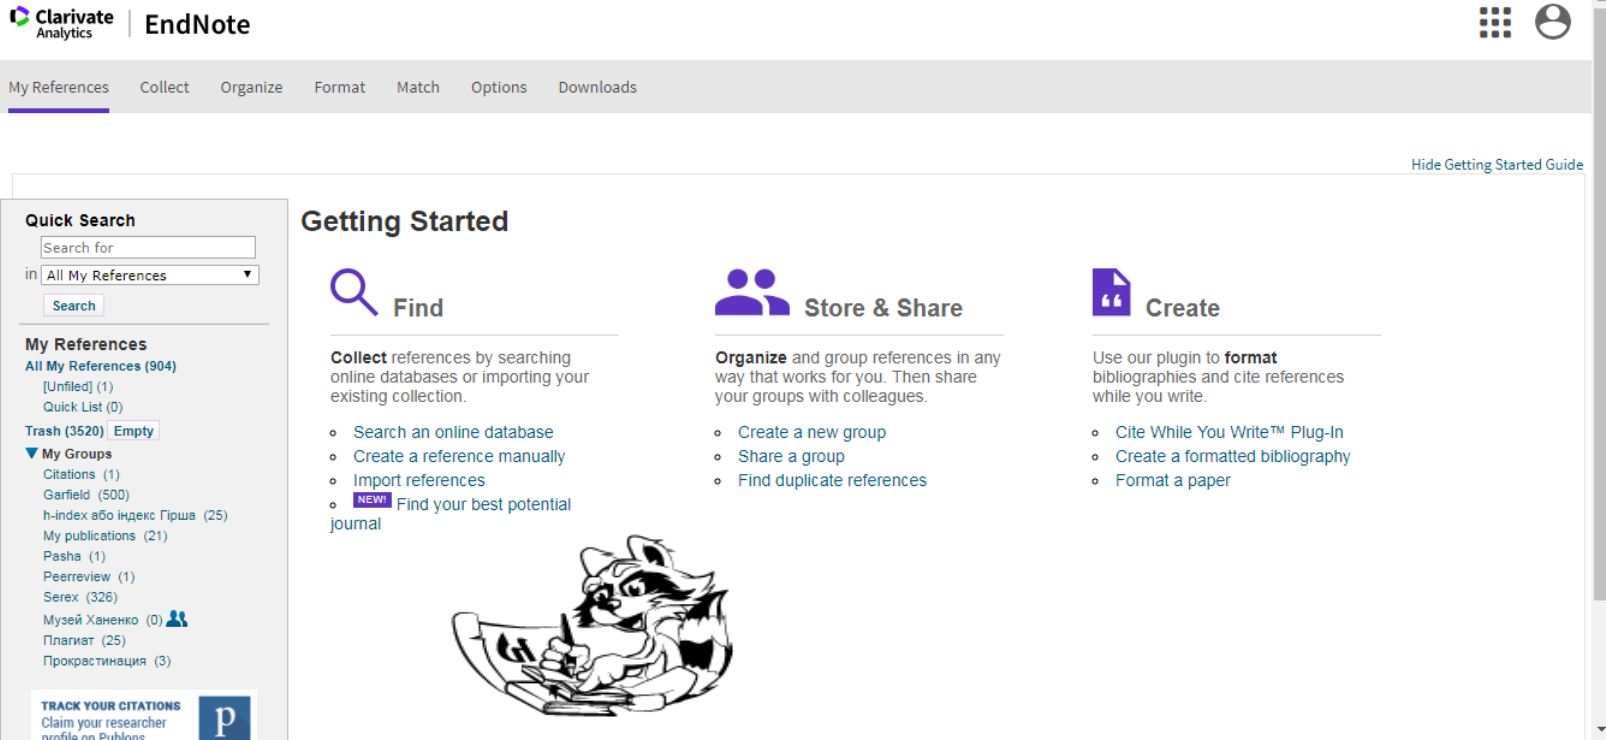 Clarivate
Analytics
EndNote
My References Collect Organize Format Match Options Downloads
Hide Getting Started Guide
Quick Search
Search for
in All My References
Search
My References
All My References (904)
[Unfiled] (1)
Quick List (0)
Trash (3520) Empty
My Groups
Citations (1)
Garfield (500)
h-index або індекс Гірша (25)
My publications (21)
Pasha (1)
Peerreview (1)
Serex (326)
Музей Ханенко (0)
Плагиат (25)
Прокрастинация (3)
TRACK YOUR CITATIONS
Claim your researcher
profile on Publons
p
Getting Started
Find
Collect references by searching
online databases or importing your
existing collection.
Search an online database
Create a reference manually
Import references
NEW! Find your best potential
journal
Store & Share
Organize and group references in any
way that works for you. Then share
your groups with colleagues.
Create a new group
Share a group
Find duplicate references
Create
Use our plugin to format
bibliographies and cite references
while you write.
Cite While You Write™ Plug-In
Create a formatted bibliography
Format a paper